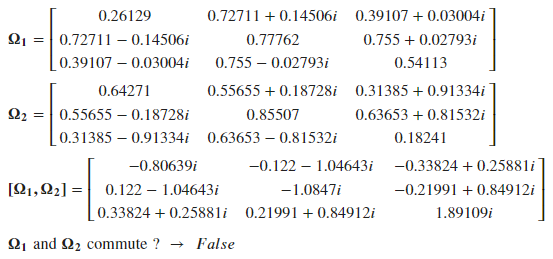 0.26129 0.72711 + 0.14506i 0.39107 + 0.03004i
Ω₁ = 0.72711 − 0.14506i 0.77762 0.755 + 0.02793i
0.39107 − 0.03004i 0.755 − 0.02793i 0.54113
0.64271 0.55655 + 0.18728i 0.31385 + 0.91334i
Ω₂ = 0.55655 − 0.18728i 0.85507 0.63653 + 0.81532i
0.31385 − 0.91334i 0.63653 − 0.81532i 0.18241
−0.80639i −0.122 − 1.04643i −0.33824 + 0.25881i
[Ω₁, Ω₂] = 0.122 − 1.04643i −1.0847i −0.21991 + 0.84912i
0.33824 + 0.25881i 0.21991 + 0.84912i 1.89109i
Ω₁ and Ω₂ commute ? → False